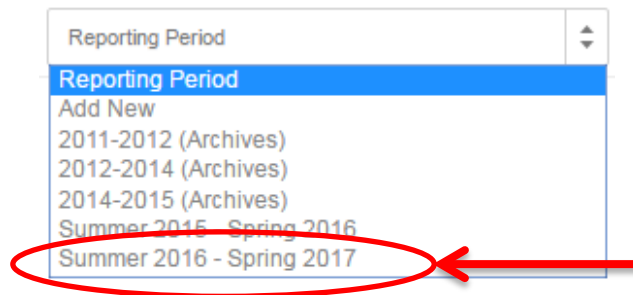 Reporting Period
Reporting Period
Add New
2011-2012 (Archives)
2012-2014 (Archives)
2014-2015 (Archives)
Summer 2015 - Spring 2016
Summer 2016 - Spring 2017